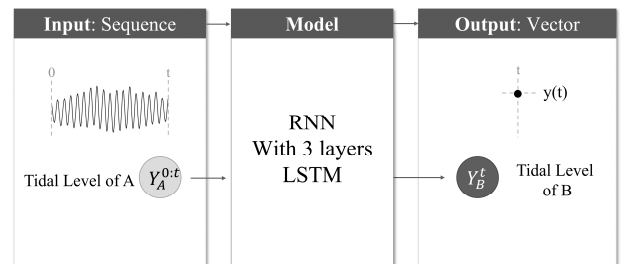 Input: Sequence
Model
Output: Vector
0
t
t
y(t)
RNN
With 3 layers
LSTM
Tidal Level of A
Y_A^{0:t}
Y_B^t
Tidal Level
of B